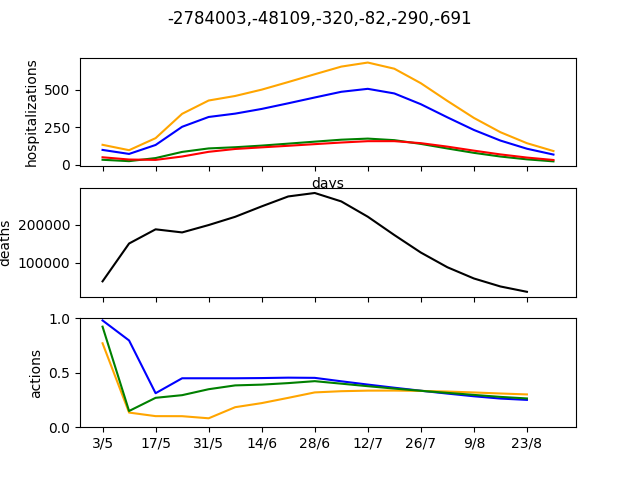 -2784003,-48109,-320,-82,-290,-691
hospitalizations
500
250
0
days
deaths
200000
100000
actions
1.0
0.5
0.0
3/5 17/5 31/5 14/6 28/6 12/7 26/7 9/8 23/8